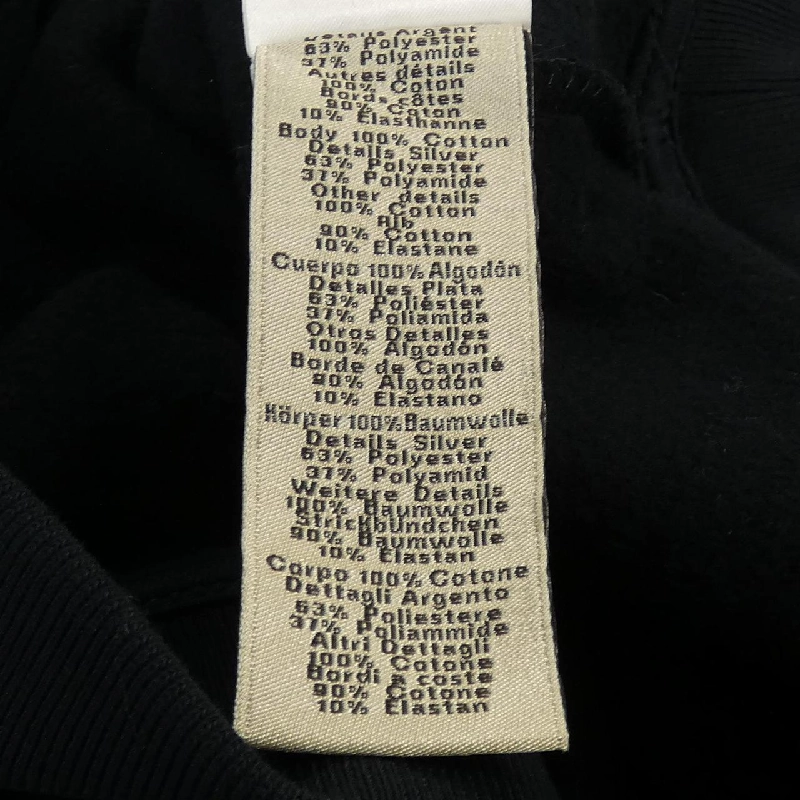 Details Argent
63% Polyester
37% Polyamide
Autres détails
100% Coton
Bords-côtes
90% Coton
10% Elasthanne
Body 100% Cotton
Details Silver
63% Polyester
37% Polyamide
Other details
100% Cotton
Rib
90% Cotton
10% Elastane
Cuerpo 100% Algodón
Detalles Plata
63% Poliéster
37% Poliamida
Otros Detalles
100% Algodón
Borde de Canalé
90% Algodón
10% Elastano
Körper 100% Baumwolle
Details Silver
63% Polyester
37% Polyamid
Weitere Details
100% Baumwolle
Strickbündchen
90% Baumwolle
10% Elastan
Corpo 100% Cotone
Dettagli Argento
63% Poliestere
37% Poliammide
Altri Dettagli
100% Cotone
Bordi a coste
90% Cotone
10% Elastan